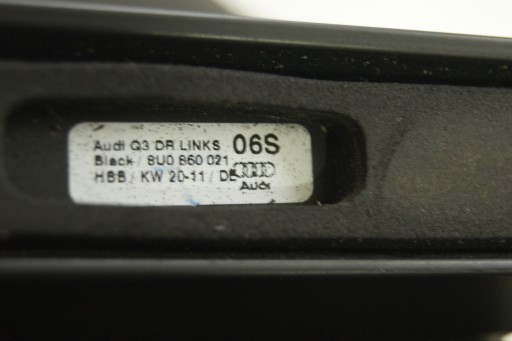 Audi Q3 DR LINKS 06S
Black / 8U0 860 021
HBB / KW 20-11 / DE
Audi